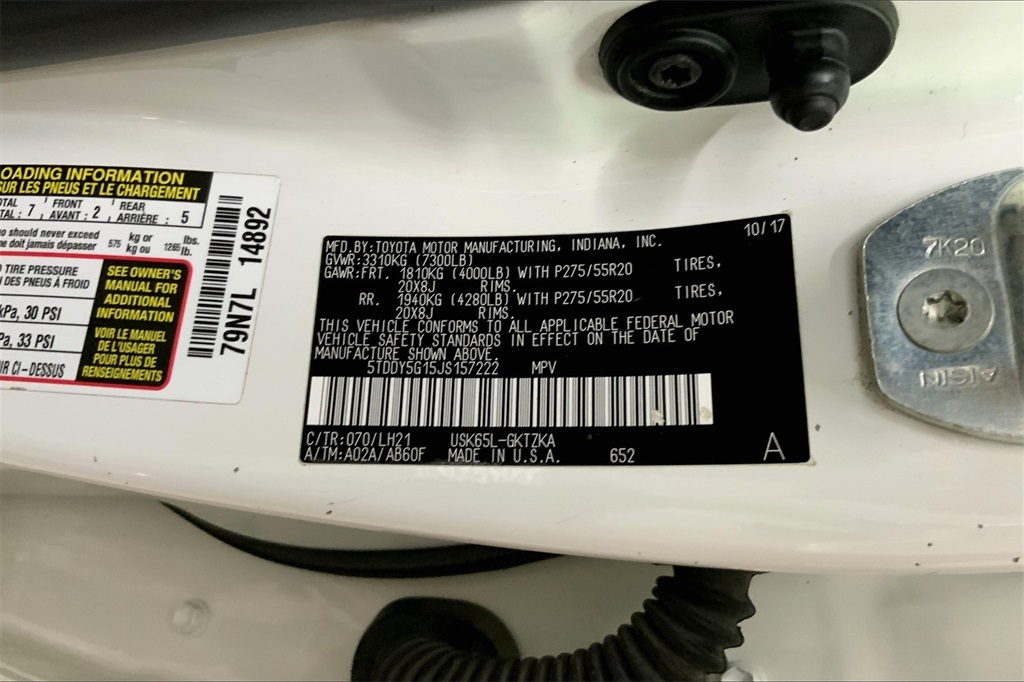 OADING INFORMATION
SUR LES PNEUS ET LE CHARGEMENT
TOTAL : 7 FRONT AVANT : 2 REAR ARRIÈRE : 5
should never exceed 575 kg or kg ou 1265 lbs. lb.
ne doit jamais dépasser
TIRE PRESSURE
DES PNEUS À FROID
kPa, 30 PSI
Pa, 33 PSI
CI-DESSUS
SEE OWNER'S
MANUAL FOR
ADDITIONAL
INFORMATION
VOIR LE MANUEL
DE L'USAGER
POUR PLUS DE
RENSEIGNEMENTS
79N7L 14892
10/17
MFD.BY:TOYOTA MOTOR MANUFACTURING, INDIANA, INC.
GVWR:3310KG (7300LB)
GAWR:FRT. 1810KG (4000LB) WITH P275/55R20 TIRES,
20X8J RIMS.
RR. 1940KG (4280LB) WITH P275/55R20 TIRES,
20X8J RIMS.
THIS VEHICLE CONFORMS TO ALL APPLICABLE FEDERAL MOTOR
VEHICLE SAFETY STANDARDS IN EFFECT ON THE DATE OF
MANUFACTURE SHOWN ABOVE.
5TDDY5G15JS157222 MPV
C/TR:070/LH21 USK65L-GKTZKA
A/TM:A02A/AB60F MADE IN U.S.A. 652 A
7K20
AISIN